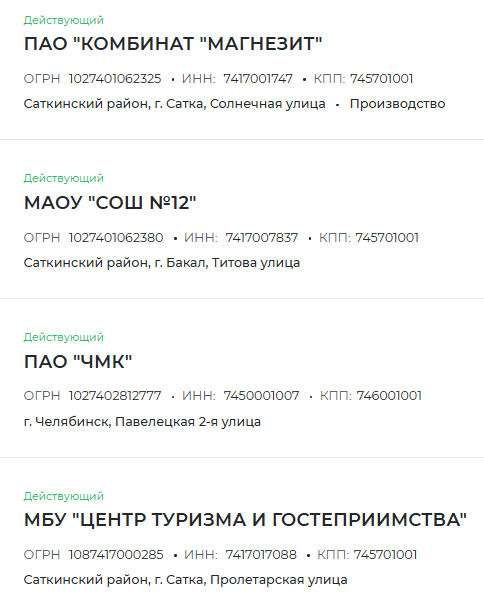 Действующий
ПАО "КОМБИНАТ "МАГНЕЗИТ"
ОГРН 1027401062325 • ИНН: 7417001747 • КПП: 745701001
Саткинский район, г. Сатка, Солнечная улица • Производство
Действующий
МАОУ "СОШ №12"
ОГРН 1027401062380 • ИНН: 7417007837 • КПП: 745701001
Саткинский район, г. Бакал, Титова улица
Действующий
ПАО "ЧМК"
ОГРН 1027402812777 • ИНН: 7450001007 • КПП: 746001001
г. Челябинск, Павелецкая 2-я улица
Действующий
МБУ "ЦЕНТР ТУРИЗМА И ГОСТЕПРИИМСТВА"
ОГРН 1087417000285 • ИНН: 7417017088 • КПП: 745701001
Саткинский район, г. Сатка, Пролетарская улица